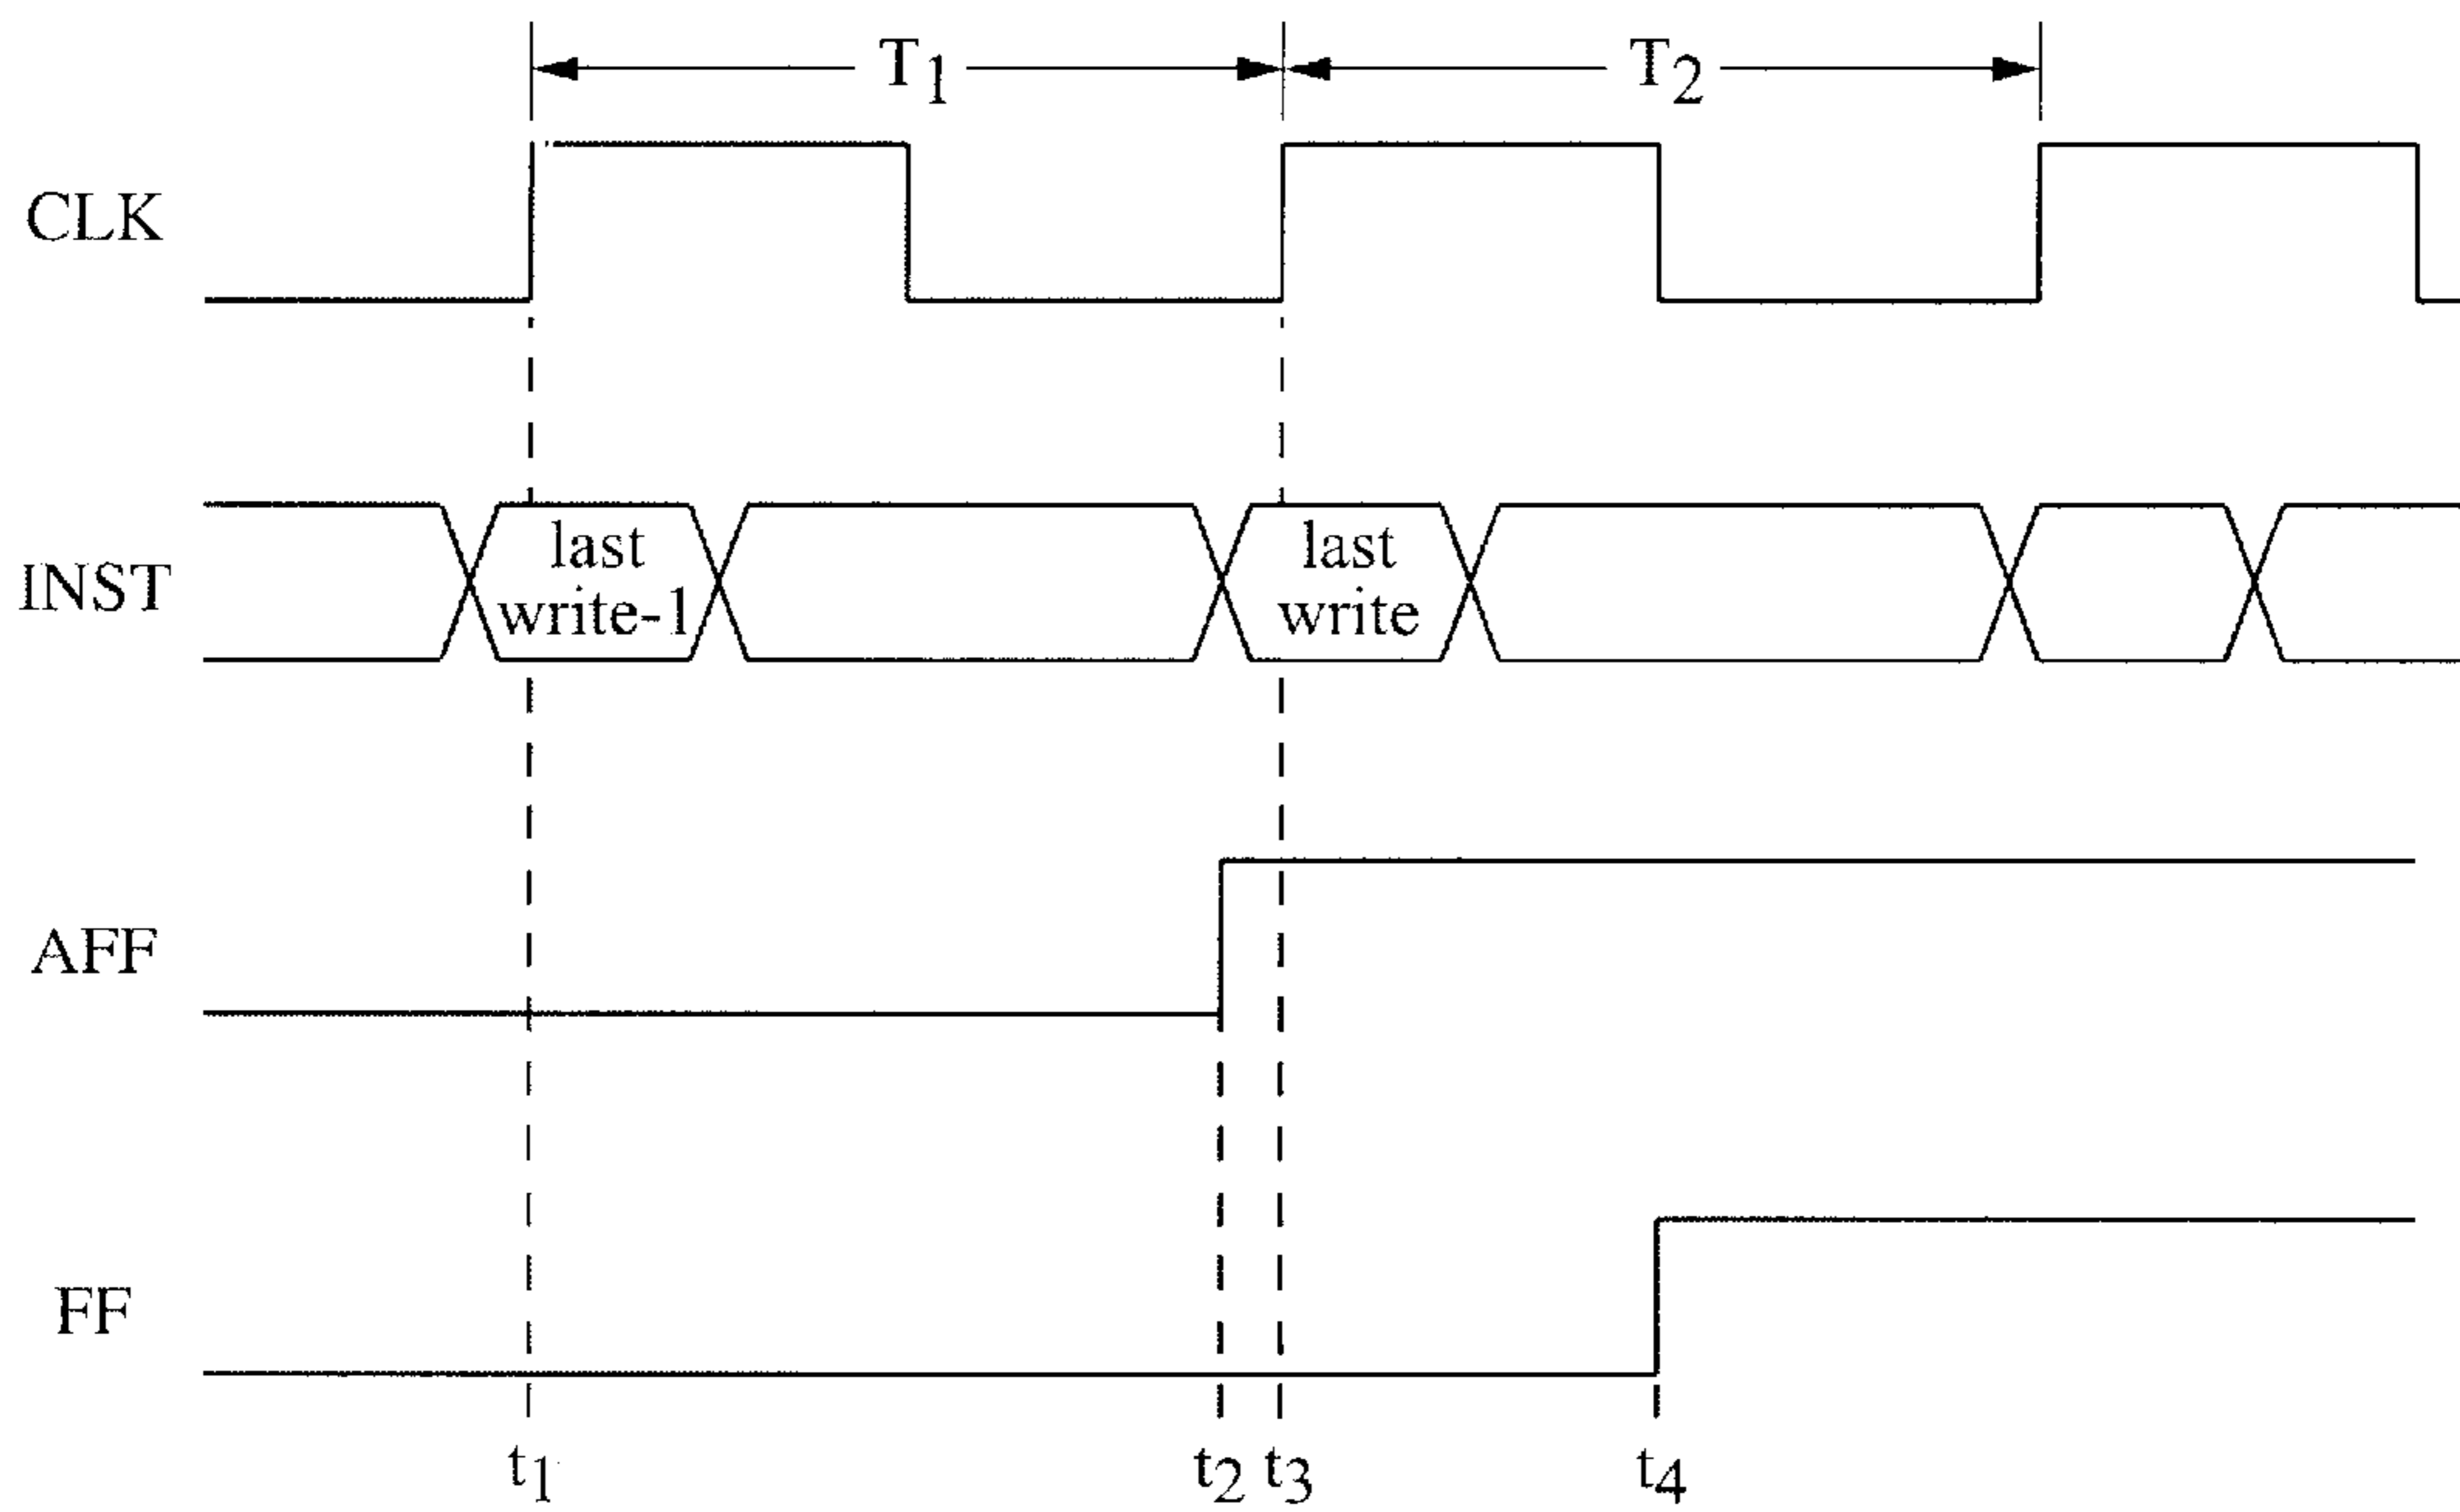 T1 T2
CLK
INST
last
write-1
last
write
AFF
FF
t1 t2 t3 t4